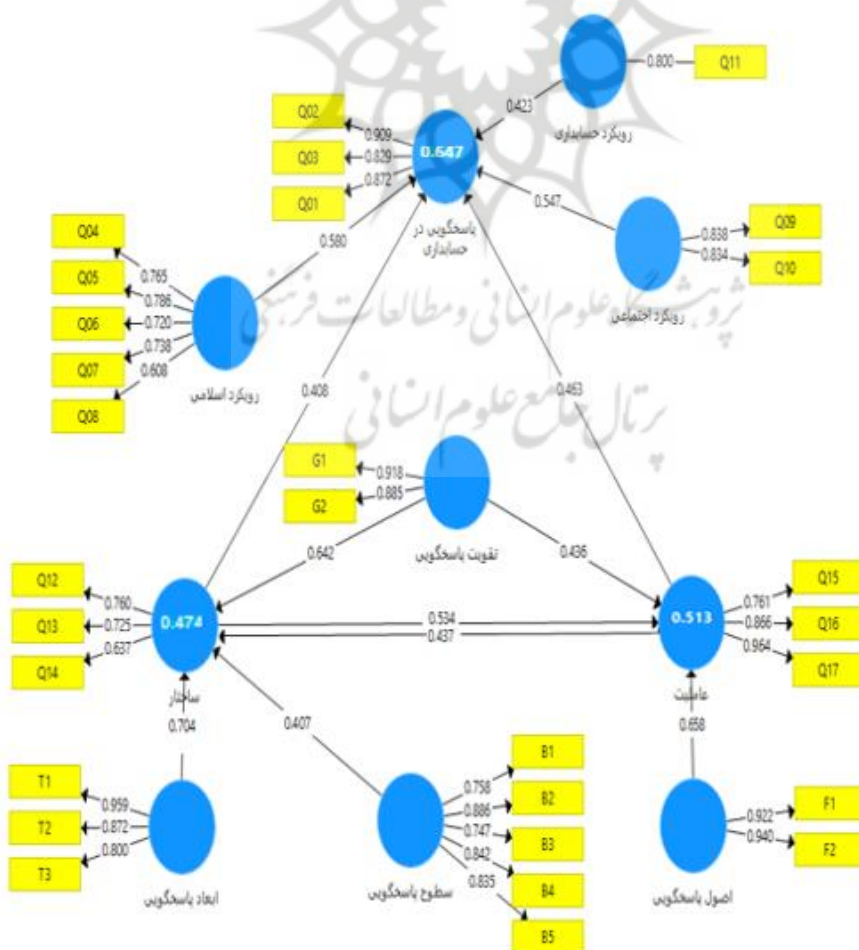 Q11
0.800
رویکرد حسابداری
0.423
Q02
Q03
Q01
0.909
0.829
0.872
0.647
پاسخگویی در
حسابداری
0.547
Q09
Q10
0.838
0.834
رویکرد اجتماعی
Q04
Q05
Q06
Q07
Q08
0.765
0.786
0.720
0.738
0.608
رویکرد اسلامی
0.580
پژوهشگاه علوم انسانی و مطالعات فرهنگی
پرتال جامع علوم انسانی
0.408
0.463
G1
G2
0.918
0.885
تقویت پاسخگویی
0.642
0.436
Q12
Q13
Q14
0.760
0.725
0.637
0.474
ساختار
0.534
0.437
0.513
عاملیت
Q15
Q16
Q17
0.761
0.866
0.964
0.704
0.407
0.658
T1
T2
T3
0.959
0.872
0.800
ابعاد پاسخگویی
سطوح پاسخگویی
B1
B2
B3
B4
B5
0.758
0.886
0.747
0.842
0.835
اصول پاسخگویی
F1
F2
0.922
0.940